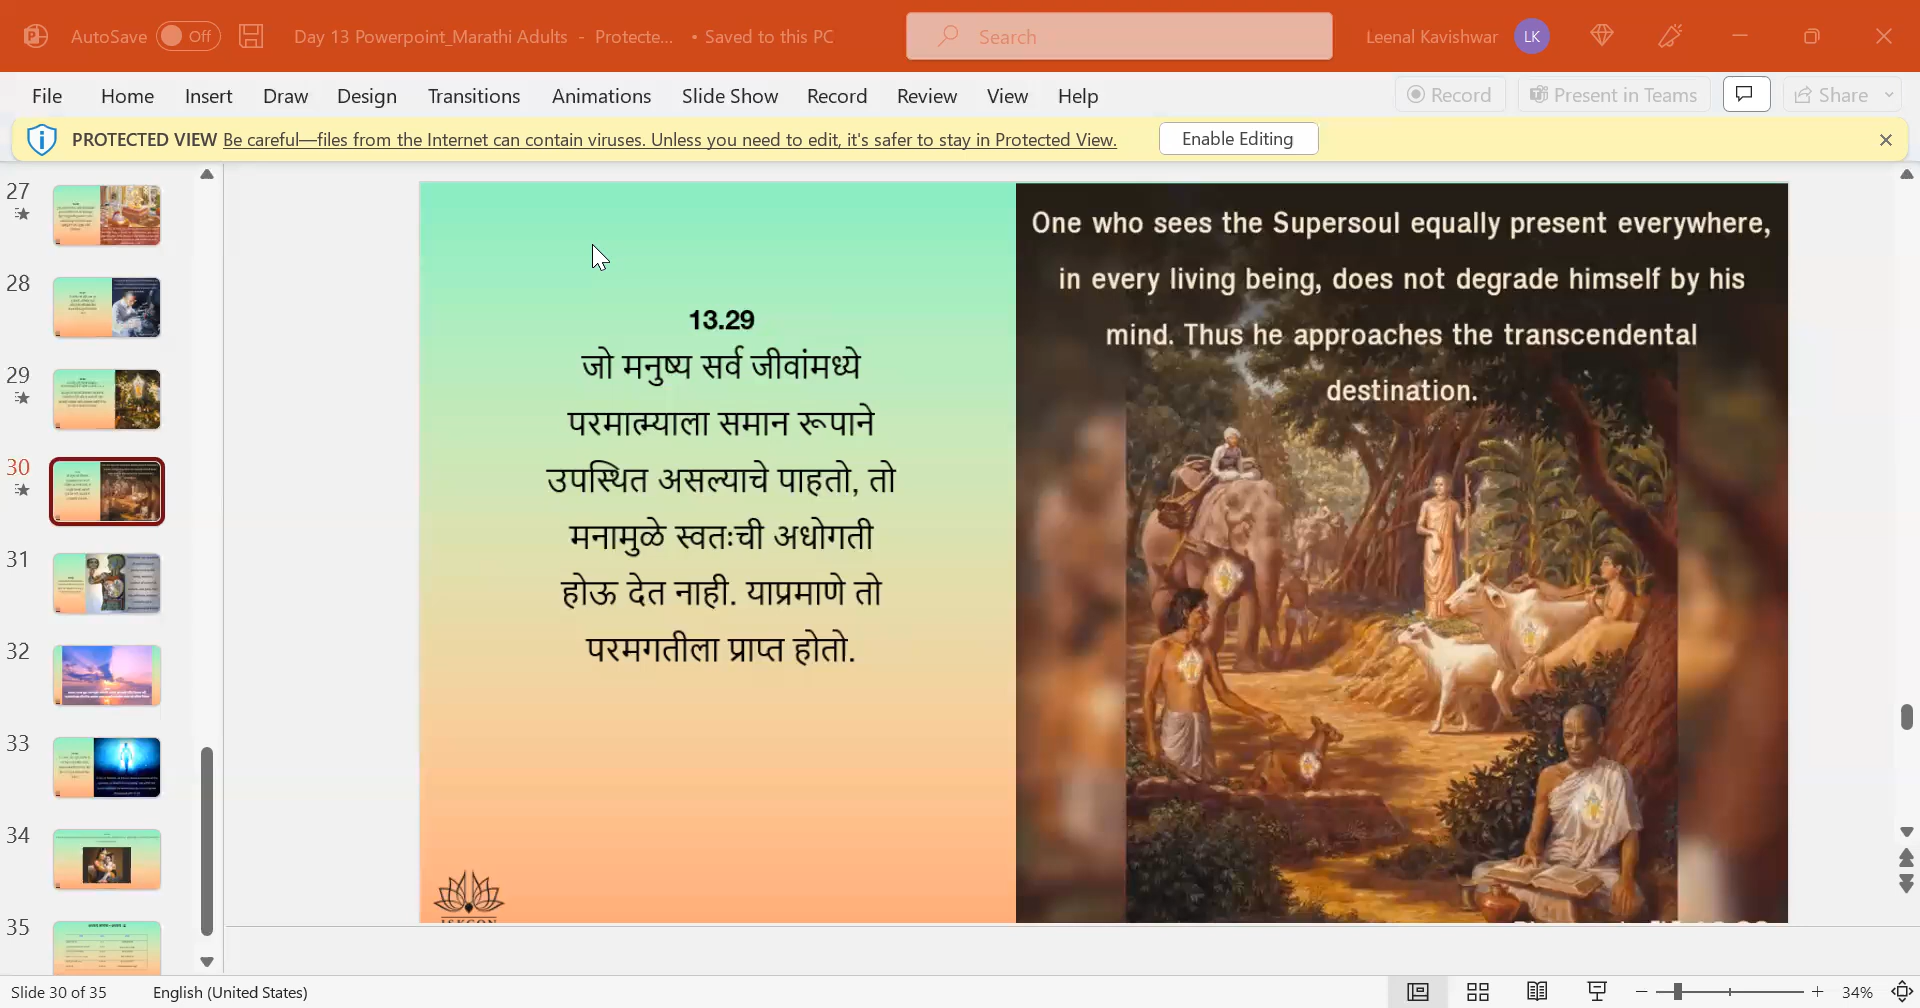 AutoSave Off Day 13 Powerpoint_Marathi Adults - Protecte... • Saved to this PC Search Leenal Kavishwar LK
File Home Insert Draw Design Transitions Animations Slide Show Record Review View Help Record Present in Teams Share
PROTECTED VIEW Be careful—files from the Internet can contain viruses. Unless you need to edit, it's safer to stay in Protected View. Enable Editing
27
28
29
30
31
32
33
34
35
13.29
जो मनुष्य सर्व जीवांमध्ये
परमात्म्याला समान रूपाने
उपस्थित असल्याचे पाहतो, तो
मनामुळे स्वतःची अधोगती
होऊ देत नाही. याप्रमाणे तो
परमगतीला प्राप्त होतो.
ISKCON
One who sees the Supersoul equally present everywhere,
in every living being, does not degrade himself by his
mind. Thus he approaches the transcendental
destination.
Slide 30 of 35 English (United States) 34%